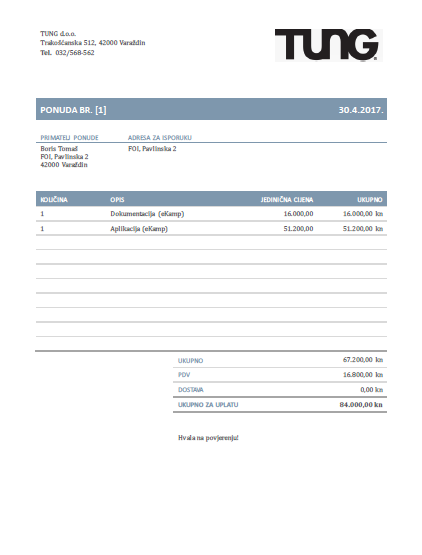 TUNG d.o.o.
Trakošćanska 512, 42000 Varaždin
Tel. 032/568-562
TUNG
PONUDA BR. [1] 30.4.2017.
PRIMATELJ PONUDE ADRESA ZA ISPORUKU
Boris Tomaš FOI, Pavlinska 2
FOI, Pavlinska 2
42000 Varaždin
KOLIČINA OPIS JEDINIČNA CIJENA UKUPNO
1 Dokumentacija (eKamp) 16.000,00 16.000,00 kn
1 Aplikacija (eKamp) 51.200,00 51.200,00 kn
UKUPNO 67.200,00 kn
PDV 16.800,00 kn
DOSTAVA 0,00 kn
UKUPNO ZA UPLATU 84.000,00 kn
Hvala na povjerenju!